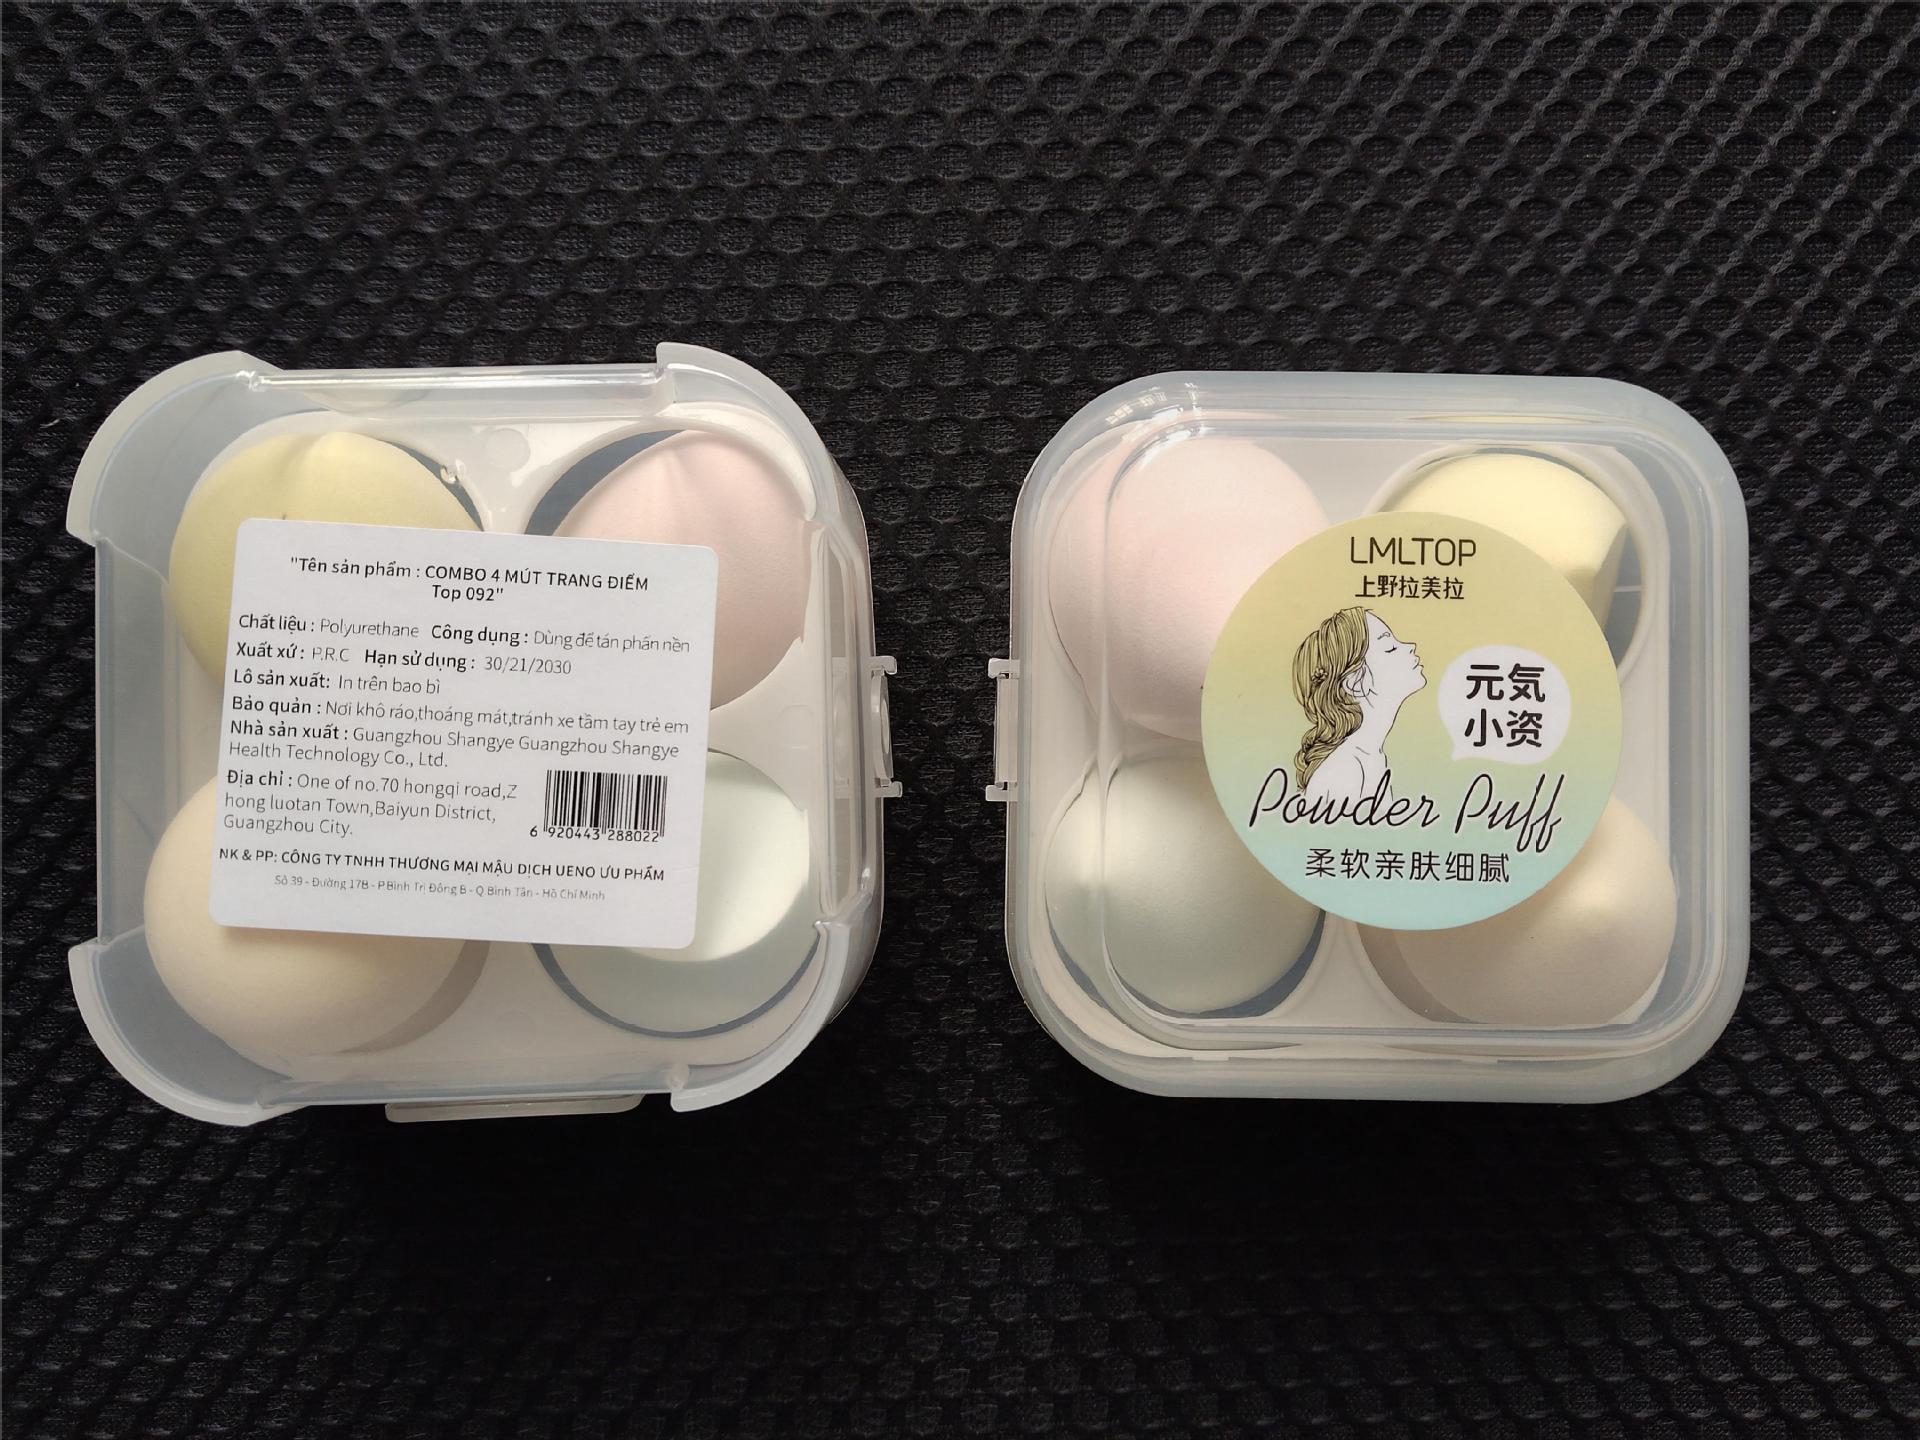 "Tên sản phẩm : COMBO 4 MÚT TRANG ĐIỂM
Top 092"
Chất liệu : Polyurethane Công dụng : Dùng để tán phấn nền
Xuất xứ : P.R.C Hạn sử dụng : 30/21/2030
Lô sản xuất: In trên bao bì
Bảo quản : Nơi khô ráo,thoáng mát,tránh xe tầm tay trẻ em
Nhà sản xuất : Guangzhou Shangye Guangzhou Shangye
Health Technology Co., Ltd.
Địa chỉ : One of no.70 hongqi road,Z
hong luotan Town,Baiyun District,
Guangzhou City.
6 920443 288022
NK & PP: CÔNG TY TNHH THƯƠNG MẠI MẬU DỊCH UENO ƯU PHẨM
Số 39 - Đường 17B - P Bình Trị Đông B - Q Bình Tân - Hồ Chí Minh
LMLTOP
上野拉美拉
元気
小资
Powder Puff
柔软亲肤细腻